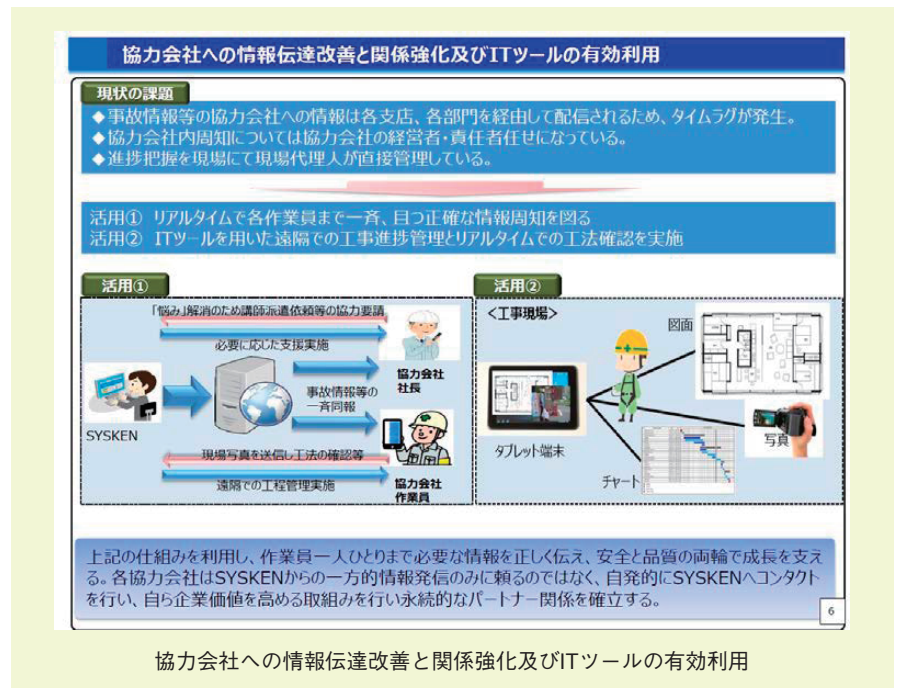 協力会社への情報伝達改善と関係強化及びITツールの有効利用
現状の課題
◆事故情報等の協力会社への情報は各支店、各部門を経由して配信されるため、タイムラグが発生。
◆協力会社内周知については協力会社の経営者・責任者任せになっている。
◆進捗把握を現場にて現場代理人が直接管理している。
活用① リアルタイムで各作業員まで一斉、且つ正確な情報周知を図る
活用② ITツールを用いた遠隔での工事進捗管理とリアルタイムでの工法確認を実施
活用①
「悩み」解消のため講師派遣依頼等の協力要請
必要に応じた支援実施
協力会社
社長
事故情報等の
一斉同報
SYSKEN
現場写真を送信し工法の確認等
遠隔での工程管理実施
協力会社
作業員
活用②
<工事現場>
図面
タブレット端末
写真
チャート
上記の仕組みを利用し、作業員一人ひとりまで必要な情報を正しく伝え、安全と品質の両輪で成長を支え
る。各協力会社はSYSKENからの一方的情報発信のみに頼るのではなく、自発的にSYSKENへコンタクト
を行い、自ら企業価値を高める取組みを行い永続的なパートナー関係を確立する。
6
協力会社への情報伝達改善と関係強化及びITツールの有効利用